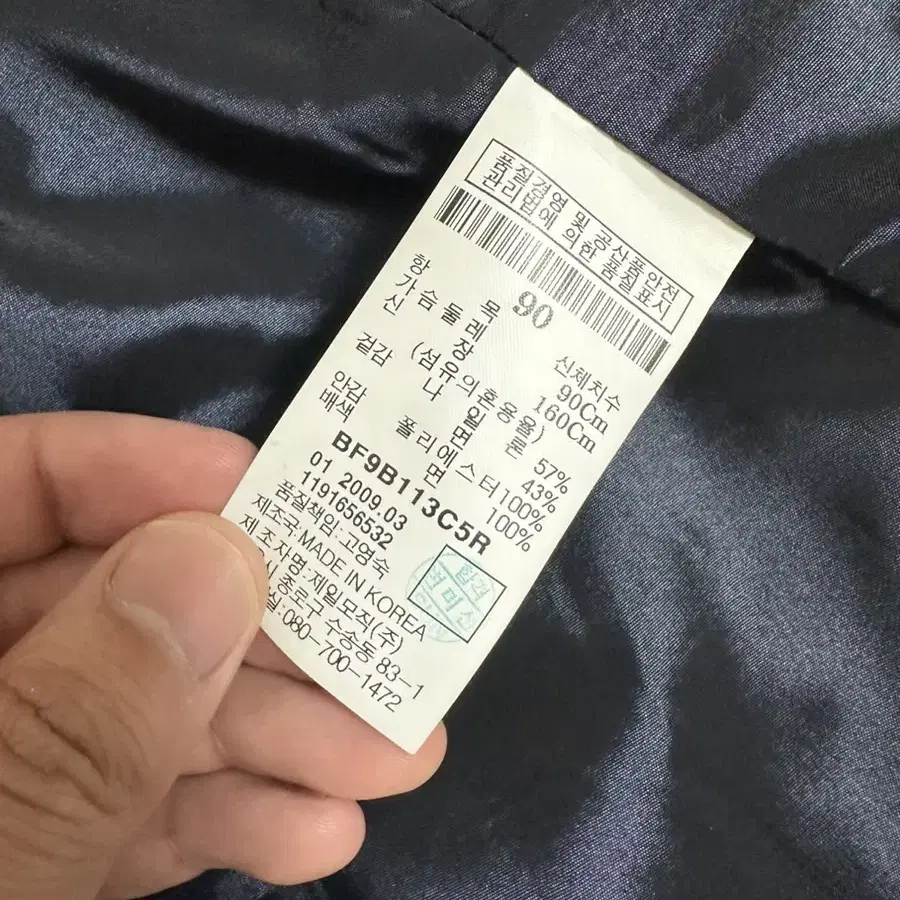 품질경영 및 공산품안전
관리법에 의한 품질표시
항목 90 신체치수
가슴둘레 90Cm
신장 160Cm
(섬유의혼용율)
겉감 나일론 57%
면 43%
안감 폴리에스터100%
배색 면 100%
BF9B113C5R
01 2009.03
1191656532
품질책임:고영숙
제조국:MADE IN KOREA
제조자명:제일모직(주)
종로구 수송동 83-1
080-700-1472
합격